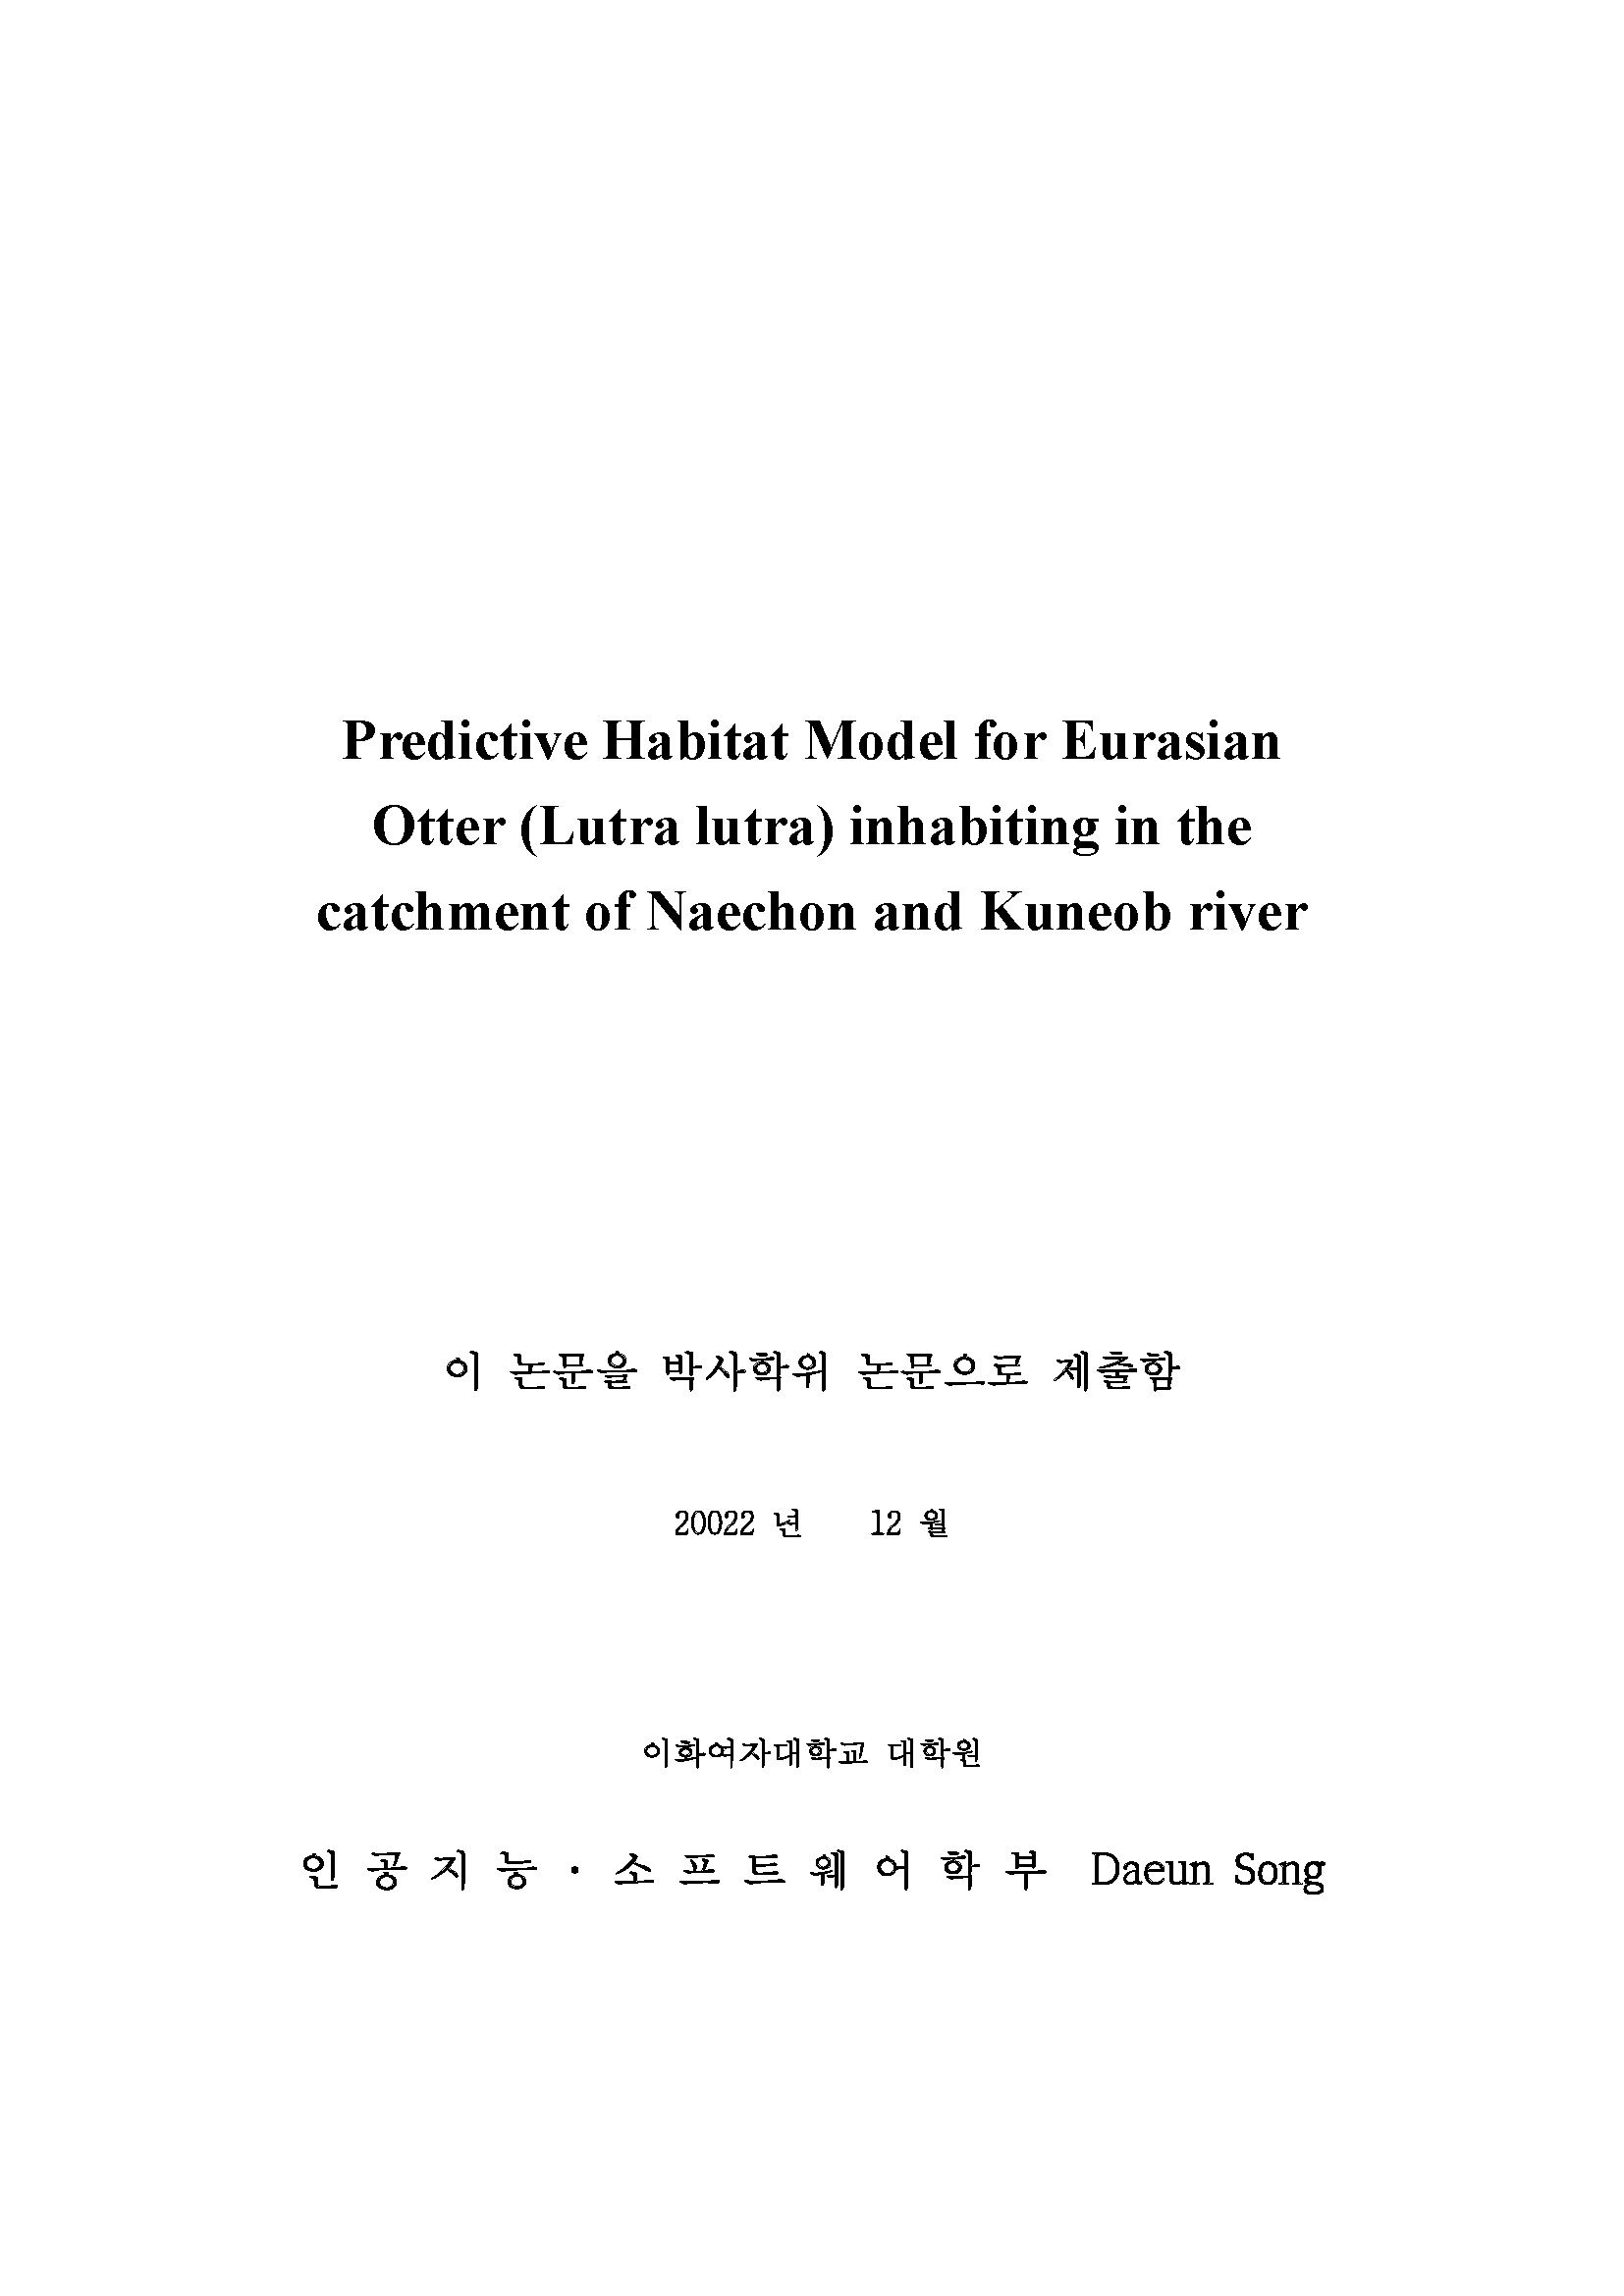 Predictive Habitat Model for Eurasian
Otter (Lutra lutra) inhabiting in the
catchment of Naechon and Kuneob river
이 논문을 박사학위 논문으로 제출함
20022 년 12 월
이화여자대학교 대학원
인 공 지 능 · 소 프 트 웨 어 학 부 Daeun Song